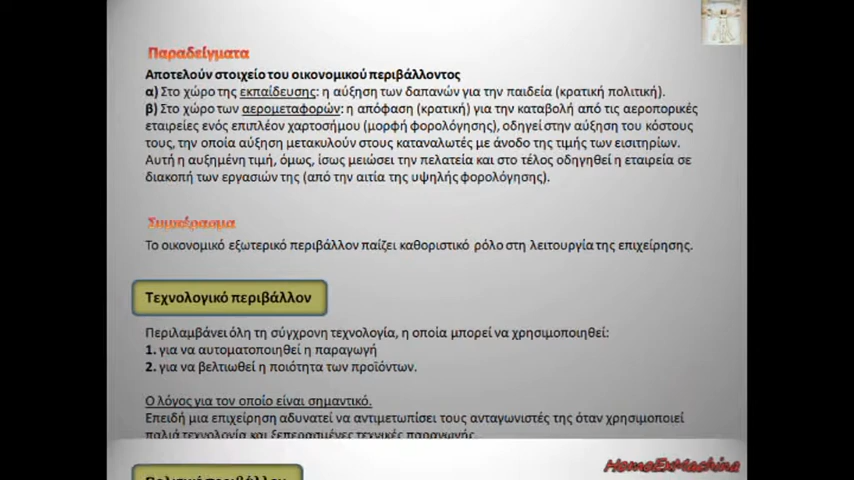 Παραδείγματα
Αποτελούν στοιχείο του οικονομικού περιβάλλοντος
α) Στο χώρο της εκπαίδευσης: η αύξηση των δαπανών για την παιδεία (κρατική πολιτική).
β) Στο χώρο των αερομεταφορών: η απόφαση (κρατική) για την καταβολή από τις αεροπορικές
εταιρείες ενός επιπλέον χαρτοσήμου (μορφή φορολόγησης), οδηγεί στην αύξηση του κόστους
τους, την οποία αύξηση μετακυλούν στους καταναλωτές με άνοδο της τιμής των εισιτηρίων.
Αυτή η αυξημένη τιμή, όμως, ίσως μειώσει την πελατεία και στο τέλος οδηγηθεί η εταιρεία σε
διακοπή των εργασιών της (από την αιτία της υψηλής φορολόγησης).
Συμπέρασμα
Το οικονομικό εξωτερικό περιβάλλον παίζει καθοριστικό ρόλο στη λειτουργία της επιχείρησης.
Τεχνολογικό περιβάλλον
Περιλαμβάνει όλη τη σύγχρονη τεχνολογία, η οποία μπορεί να χρησιμοποιηθεί:
1. για να αυτοματοποιηθεί η παραγωγή
2. για να βελτιωθεί η ποιότητα των προϊόντων.
Ο λόγος για τον οποίο είναι σημαντικό.
Επειδή μια επιχείρηση αδυνατεί να αντιμετωπίσει τους ανταγωνιστές της όταν χρησιμοποιεί
παλιά τεχνολογία και ξεπερασμένες τεχνικές παραγωγής.
HomoExMachina